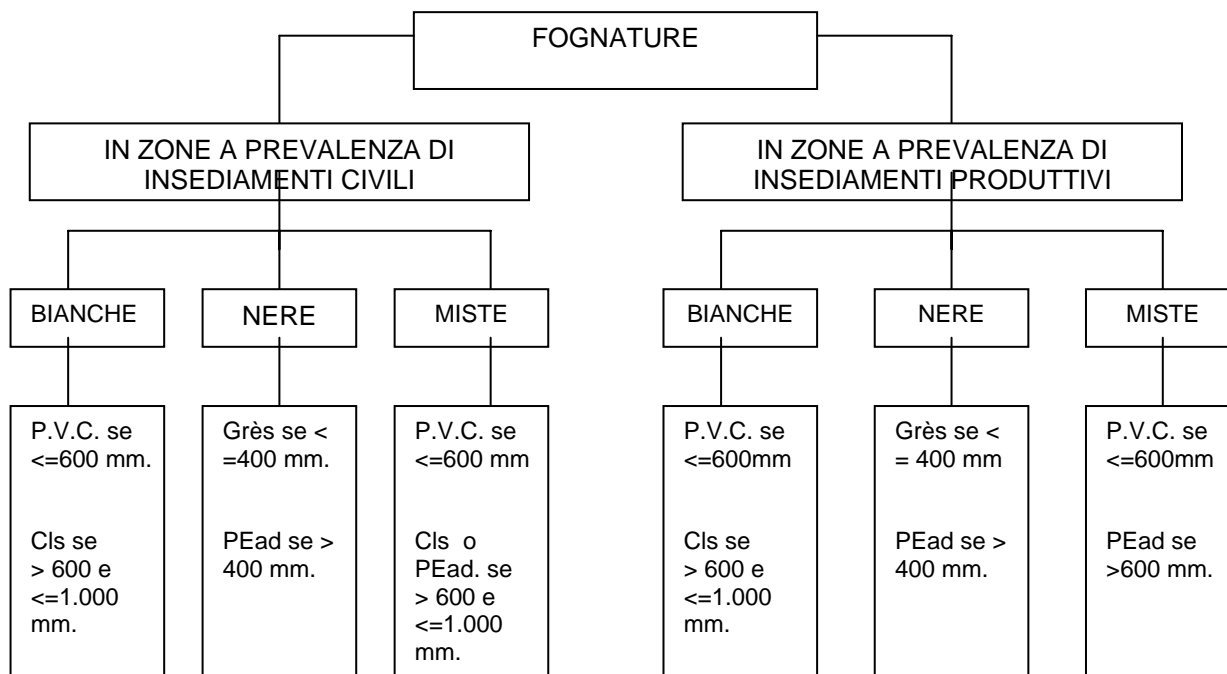 FOGNATURE
IN ZONE A PREVALENZA DI
INSEDIAMENTI CIVILI
IN ZONE A PREVALENZA DI
INSEDIAMENTI PRODUTTIVI
BIANCHE
NERE
MISTE
BIANCHE
NERE
MISTE
P.V.C. se
<=600 mm.
Cls se
> 600 e
<=1.000
mm.
Grès se <
=400 mm.
PEad se >
400 mm.
P.V.C. se
<=600 mm
Cls o
PEad. se
> 600 e
<=1.000
mm.
P.V.C. se
<=600mm
Cls se
> 600 e
<=1.000
mm.
Grès se <
= 400 mm
PEad se >
400 mm.
P.V.C. se
<=600mm
PEad se
>600 mm.